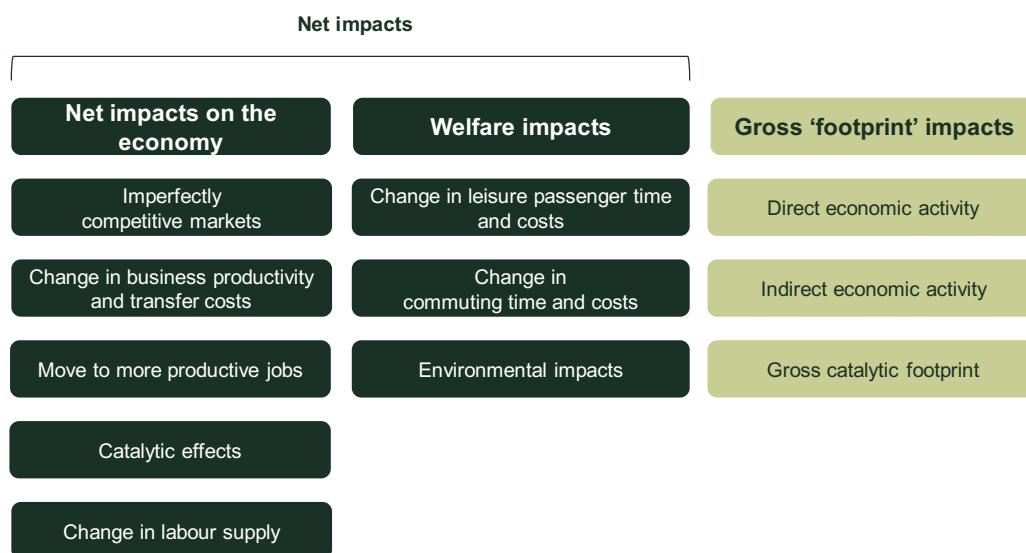 Net impacts
Net impacts on the
economy
Imperfectly
competitive markets
Change in business productivity
and transfer costs
Move to more productive jobs
Catalytic effects
Change in labour supply
Welfare impacts
Change in leisure passenger time
and costs
Change in
commuting time and costs
Environmental impacts
Gross ‘footprint’ impacts
Direct economic activity
Indirect economic activity
Gross catalytic footprint